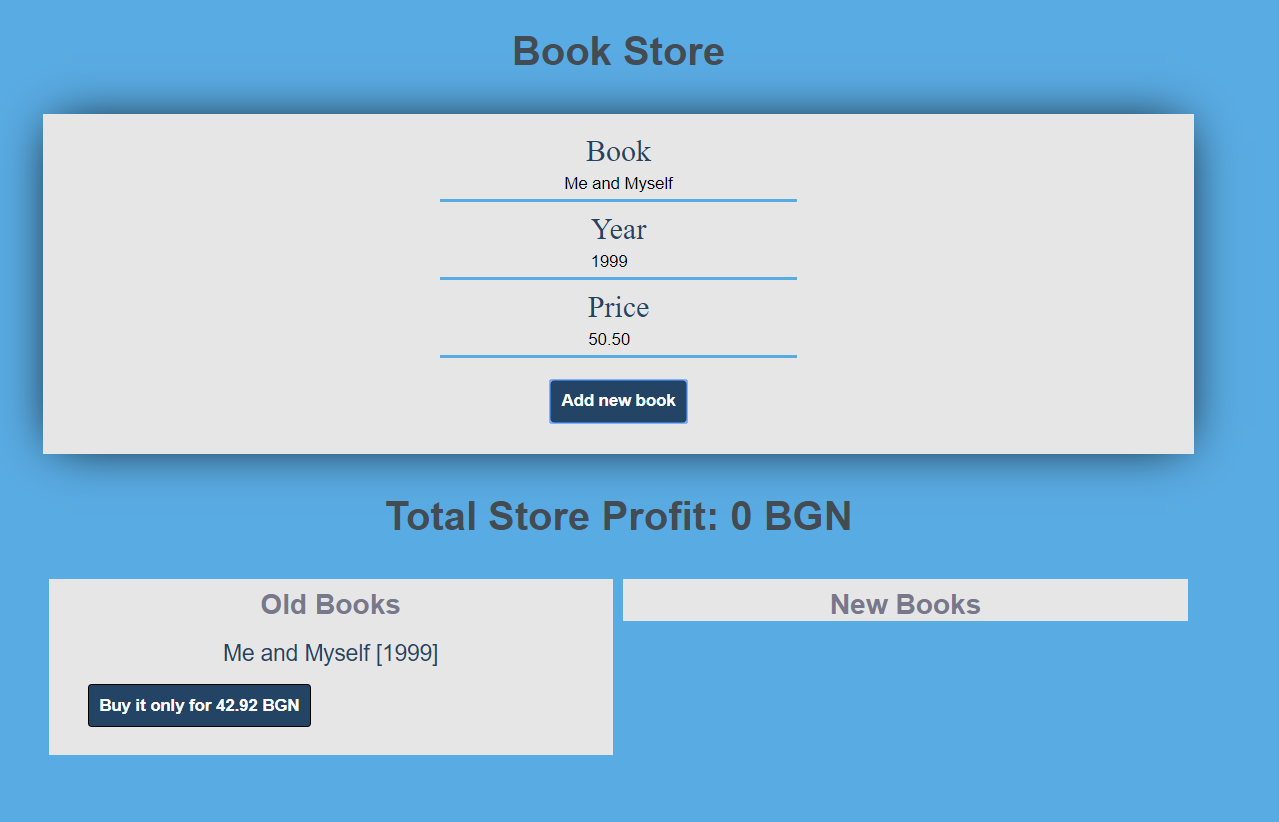 Book Store
Book
Me and Myself
Year
1999
Price
50.50
Add new book
Total Store Profit: 0 BGN
Old Books
Me and Myself [1999]
Buy it only for 42.92 BGN
New Books